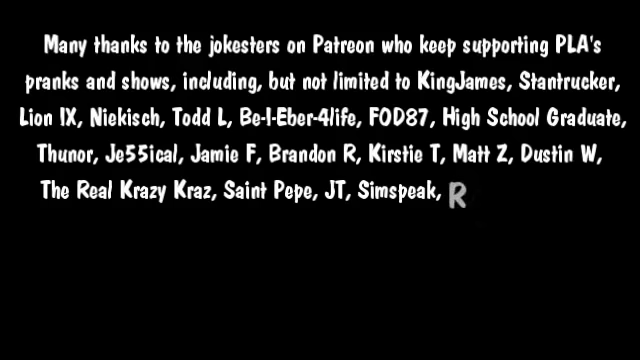 Many thanks to the jokesters on Patreon who keep supporting PLA's
pranks and shows, including, but not limited to KingJames, Stantrucker,
Lion IX, Niekisch, Todd L, Be-l-Eber-4life, FOD87, High School Graduate,
Thunor, Je55ical, Jamie F, Brandon R, Kirstie T, Matt Z, Dustin W,
The Real Krazy Kraz, Saint Pepe, JT, Simspeak, R